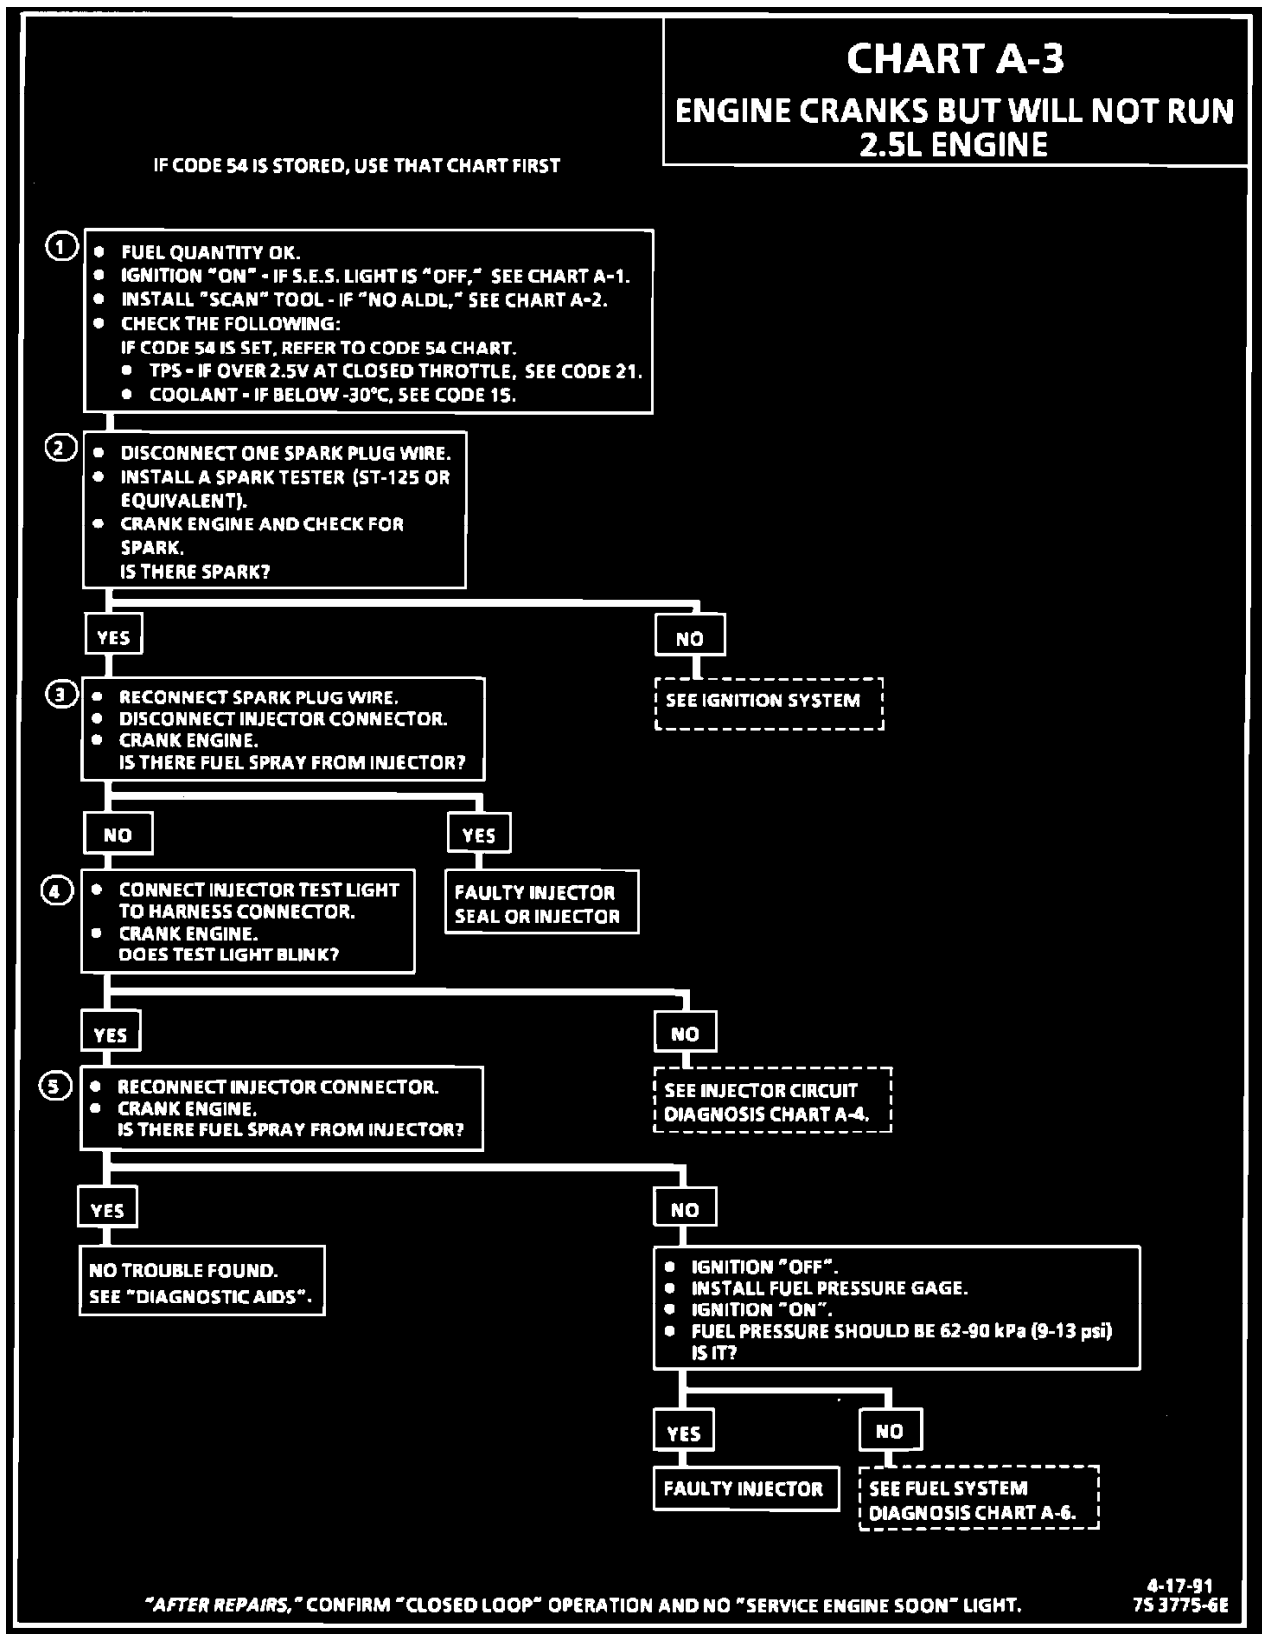 CHART A-3
ENGINE CRANKS BUT WILL NOT RUN
2.5L ENGINE
IF CODE 54 IS STORED, USE THAT CHART FIRST
1
● FUEL QUANTITY OK.
● IGNITION "ON" - IF S.E.S. LIGHT IS "OFF," SEE CHART A-1.
● INSTALL "SCAN" TOOL - IF "NO ALDL," SEE CHART A-2.
● CHECK THE FOLLOWING:
IF CODE 54 IS SET, REFER TO CODE 54 CHART.
● TPS - IF OVER 2.5V AT CLOSED THROTTLE, SEE CODE 21.
● COOLANT - IF BELOW -30°C, SEE CODE 15.
2
● DISCONNECT ONE SPARK PLUG WIRE.
● INSTALL A SPARK TESTER (ST-125 OR
EQUIVALENT).
● CRANK ENGINE AND CHECK FOR
SPARK.
IS THERE SPARK?
YES
NO
SEE IGNITION SYSTEM
3
● RECONNECT SPARK PLUG WIRE.
● DISCONNECT INJECTOR CONNECTOR.
● CRANK ENGINE.
IS THERE FUEL SPRAY FROM INJECTOR?
NO
YES
FAULTY INJECTOR
SEAL OR INJECTOR
4
● CONNECT INJECTOR TEST LIGHT
TO HARNESS CONNECTOR.
● CRANK ENGINE.
DOES TEST LIGHT BLINK?
YES
NO
SEE INJECTOR CIRCUIT
DIAGNOSIS CHART A-4.
5
● RECONNECT INJECTOR CONNECTOR.
● CRANK ENGINE.
IS THERE FUEL SPRAY FROM INJECTOR?
YES
NO
NO TROUBLE FOUND.
SEE "DIAGNOSTIC AIDS".
● IGNITION "OFF".
● INSTALL FUEL PRESSURE GAGE.
● IGNITION "ON".
● FUEL PRESSURE SHOULD BE 62-90 kPa (9-13 psi)
IS IT?
YES
NO
FAULTY INJECTOR
SEE FUEL SYSTEM
DIAGNOSIS CHART A-6.
"AFTER REPAIRS," CONFIRM "CLOSED LOOP" OPERATION AND NO "SERVICE ENGINE SOON" LIGHT.
4-17-91
7S 3775-6E